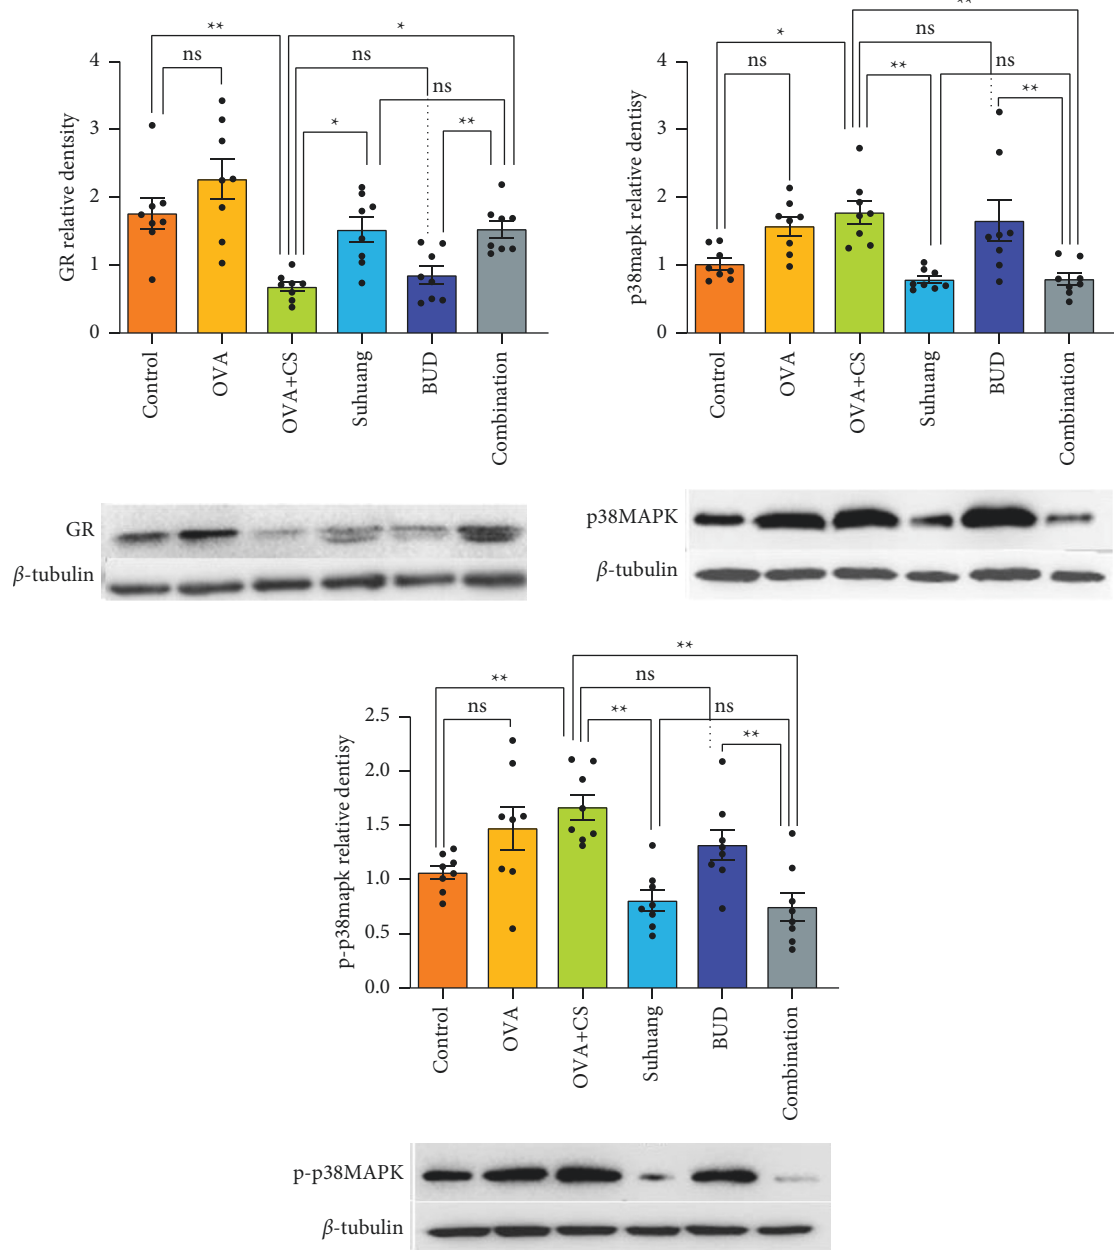 **
*
ns
ns
ns
*
**
4
3
2
1
0
GR relative dentsity
Control
OVA
OVA+CS
Suhuang
BUD
Combination
**
*
ns
ns
**
ns
**
4
3
2
1
0
p38mapk relative dentisy
Control
OVA
OVA+CS
Suhuang
BUD
Combination
GR
β-tubulin
p38MAPK
β-tubulin
**
**
ns
ns
**
ns
**
2.5
2.0
1.5
1.0
0.5
0.0
p-p38mapk relative dentisy
Control
OVA
OVA+CS
Suhuang
BUD
Combination
p-p38MAPK
β-tubulin